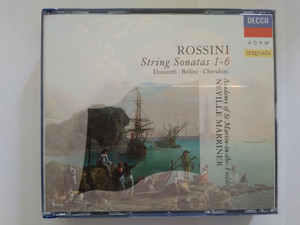 DECCA
ADRM
SERENATA
ROSSINI
String Sonatas 1-6
Donizetti · Bellini · Cherubini
Academy of St Martin-in-the-Fields
NEVILLE MARRINER